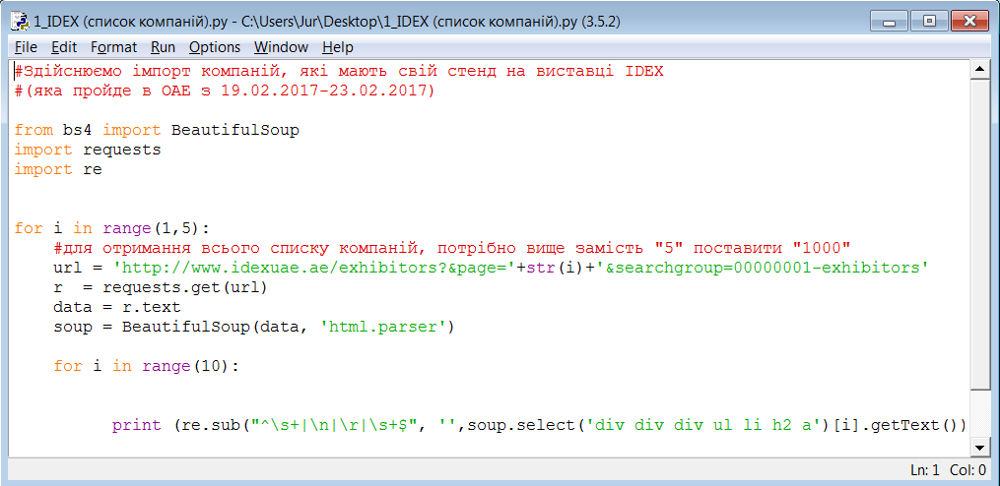 1_IDEX (список компаній).py - C:\Users\Jur\Desktop\1_IDEX (список компаній).py (3.5.2)
File Edit Format Run Options Window Help
#Здійснюємо імпорт компаній, які мають свій стенд на виставці IDEX
#(яка пройде в ОАЕ з 19.02.2017-23.02.2017)
from bs4 import BeautifulSoup
import requests
import re
for i in range(1,5):
    #для отримання всього списку компаній, потрібно вище замість "5" поставити "1000"
    url = 'http://www.idexuae.ae/exhibitors?&page='+str(i)+'&searchgroup=00000001-exhibitors'
    r  = requests.get(url)
    data = r.text
    soup = BeautifulSoup(data, 'html.parser')
    for i in range(10):
          print (re.sub("^\s+|\n|\r|\s+$", '',soup.select('div div div ul li h2 a')[i].getText())
Ln: 1 Col: 0